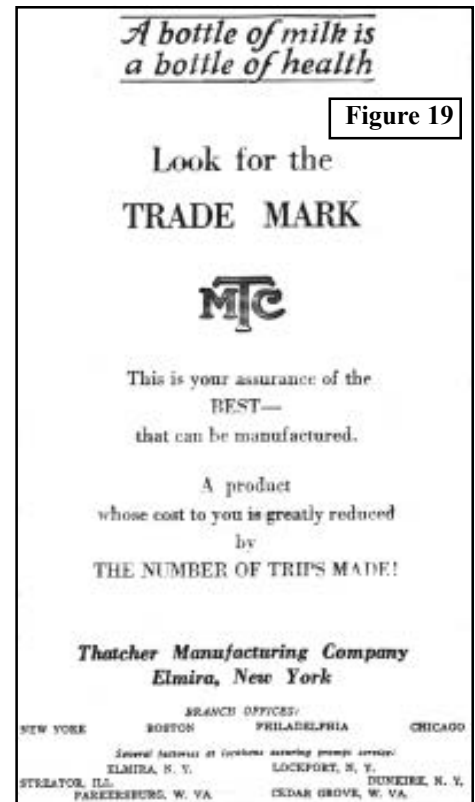 A bottle of milk is
a bottle of health
Figure 19
Look for the
TRADE MARK
MTC
This is your assurance of the
BEST—
that can be manufactured.
A product
whose cost to you is greatly reduced
by
THE NUMBER OF TRIPS MADE!
Thatcher Manufacturing Company
Elmira, New York
BRANCH OFFICES:
NEW YORK BOSTON PHILADELPHIA CHICAGO
Several factories at locations assuring prompt service:
ELMIRA, N. Y. LOCKPORT, N. Y.
STREATOR, ILL. DUNKIRK, N. Y.
PARKERSBURG, W. VA. CEDAR GROVE, W. VA.